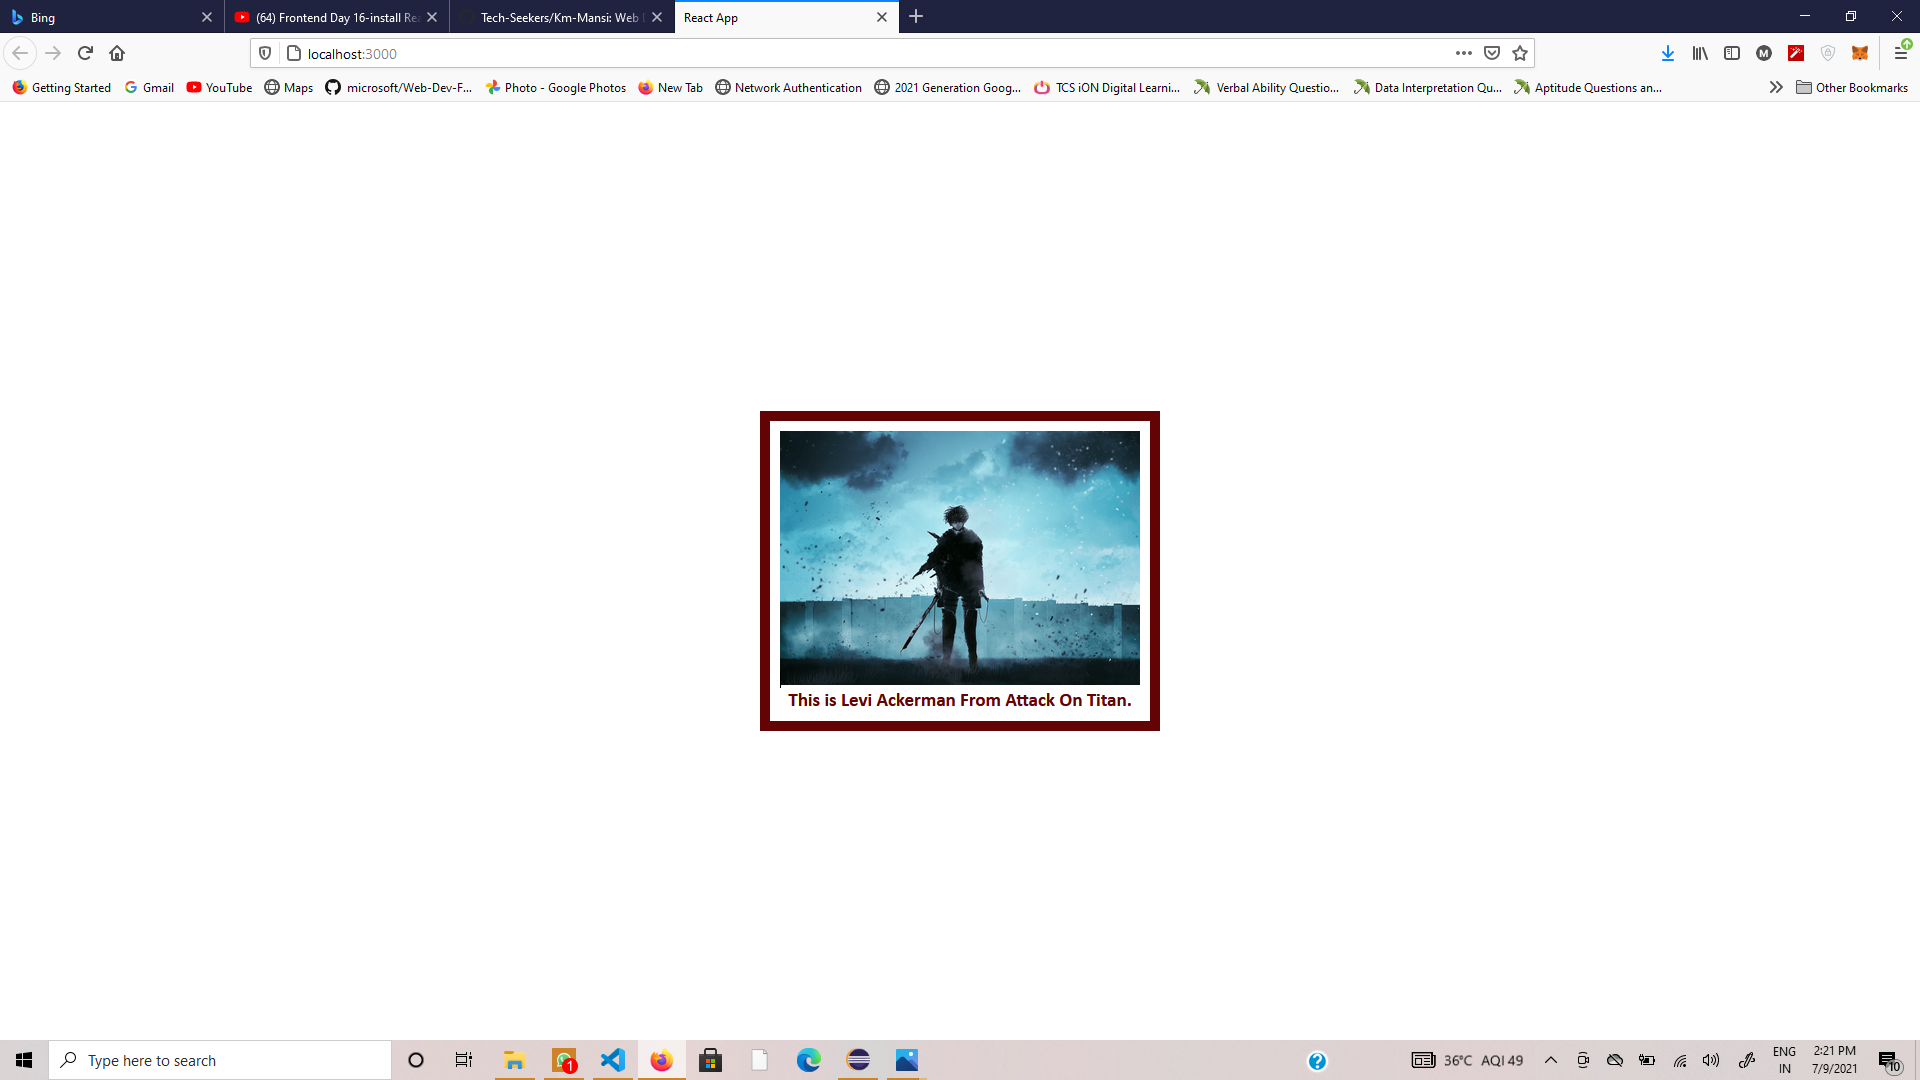 Bing
(64) Frontend Day 16-install Rea
Tech-Seekers/Km-Mansi: Web
React App
localhost:3000
Getting Started
Gmail
YouTube
Maps
microsoft/Web-Dev-F...
Photo - Google Photos
New Tab
Network Authentication
2021 Generation Goog...
TCS iON Digital Learni...
Verbal Ability Questio...
Data Interpretation Qu...
Aptitude Questions an...
Other Bookmarks
This is Levi Ackerman From Attack On Titan.
Type here to search
1
36°C AQI 49
ENG
IN
2:21 PM
7/9/2021
10